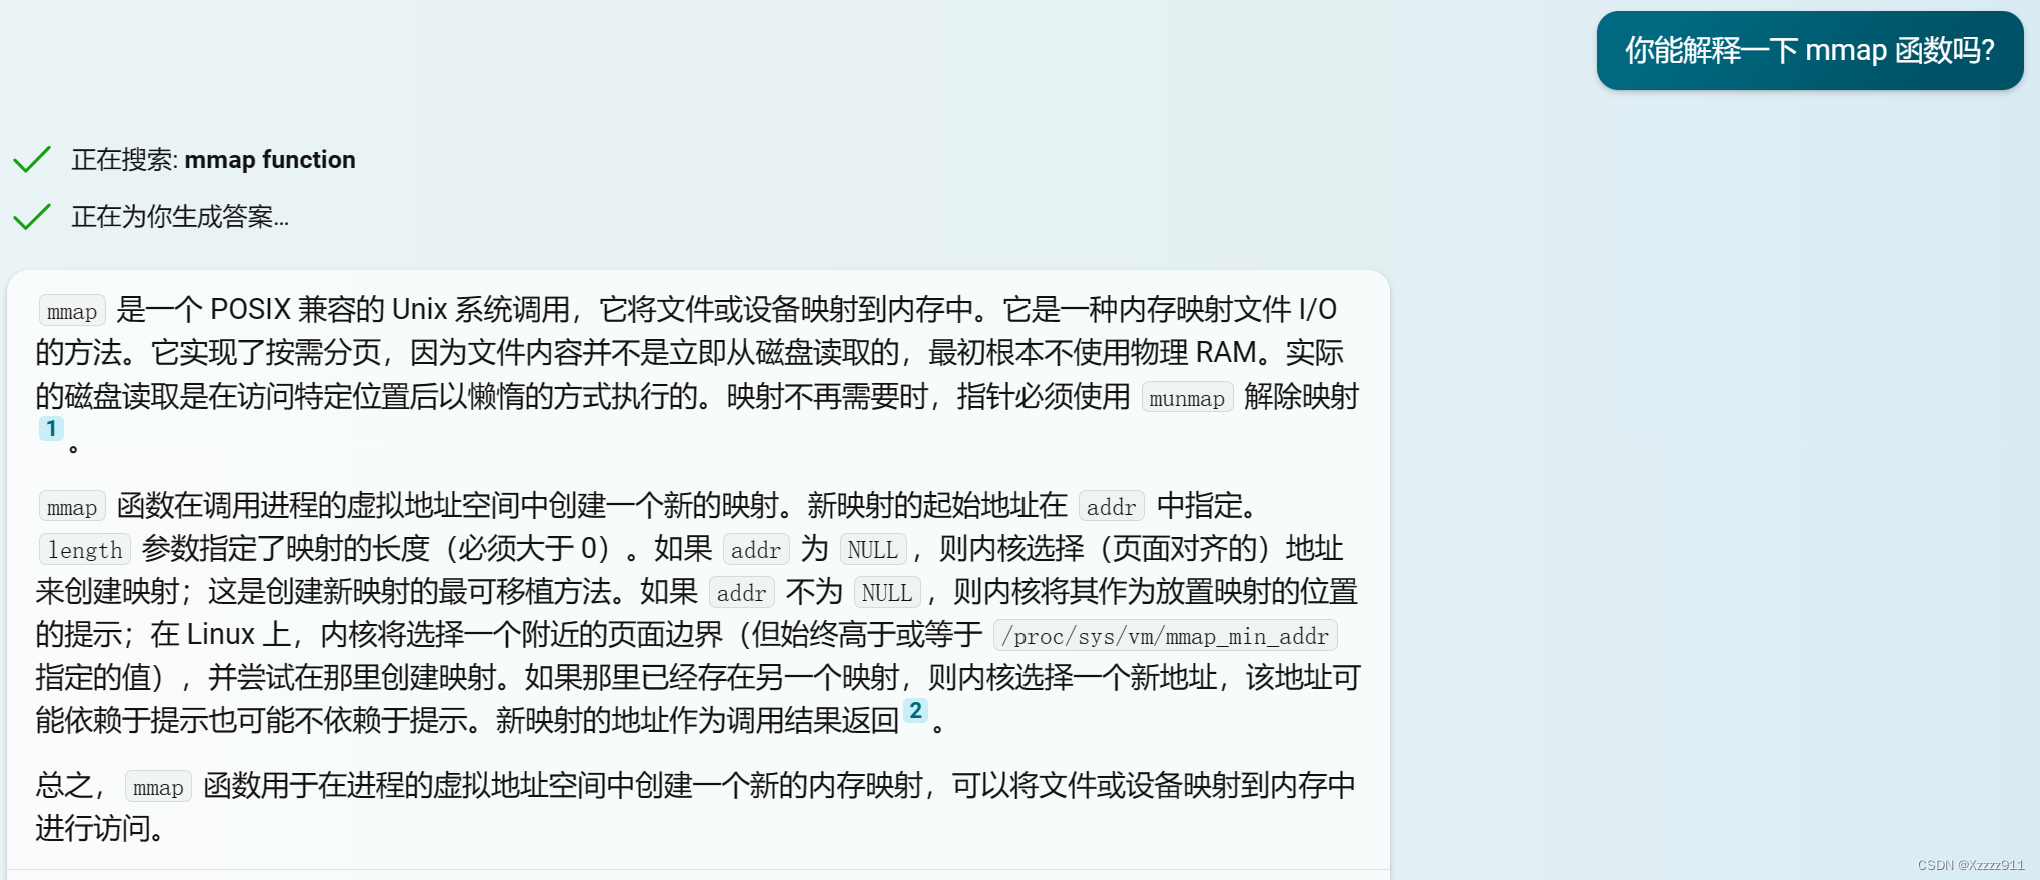 你能解释一下 mmap 函数吗?
正在搜索: mmap function
正在为你生成答案...
mmap 是一个 POSIX 兼容的 Unix 系统调用，它将文件或设备映射到内存中。它是一种内存映射文件 I/O
的方法。它实现了按需分页，因为文件内容并不是立即从磁盘读取的，最初根本不使用物理 RAM。实际
的磁盘读取是在访问特定位置后以懒惰的方式执行的。映射不再需要时，指针必须使用 munmap 解除映射
1 。
mmap 函数在调用进程的虚拟地址空间中创建一个新的映射。新映射的起始地址在 addr 中指定。
length 参数指定了映射的长度（必须大于 0）。如果 addr 为 NULL ，则内核选择（页面对齐的）地址
来创建映射；这是创建新映射的最可移植方法。如果 addr 不为 NULL ，则内核将其作为放置映射的位置
的提示；在 Linux 上，内核将选择一个附近的页面边界（但始终高于或等于 /proc/sys/vm/mmap_min_addr
指定的值），并尝试在那里创建映射。如果那里已经存在另一个映射，则内核选择一个新地址，该地址可
能依赖于提示也可能不依赖于提示。新映射的地址作为调用结果返回 2 。
总之， mmap 函数用于在进程的虚拟地址空间中创建一个新的内存映射，可以将文件或设备映射到内存中
进行访问。
CSDN @Xzzzz911